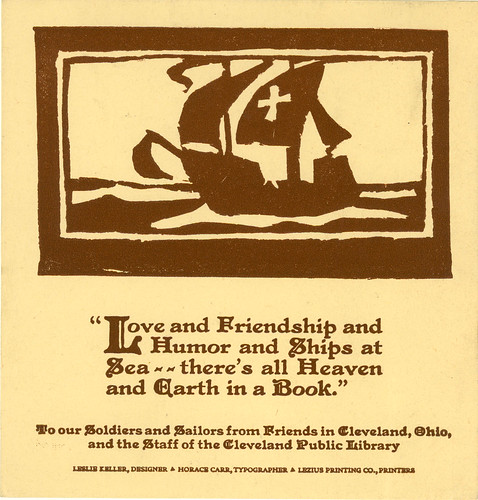 “Love and Friendship and
Humor and Ships at
Sea ~~ there's all Heaven
and Earth in a Book.”
To our Soldiers and Sailors from Friends in Cleveland, Ohio,
and the Staff of the Cleveland Public Library
LESLIE KELLER, DESIGNER ▲ HORACE CARR, TYPOGRAPHER ▲ LEZIUS PRINTING CO., PRINTERS